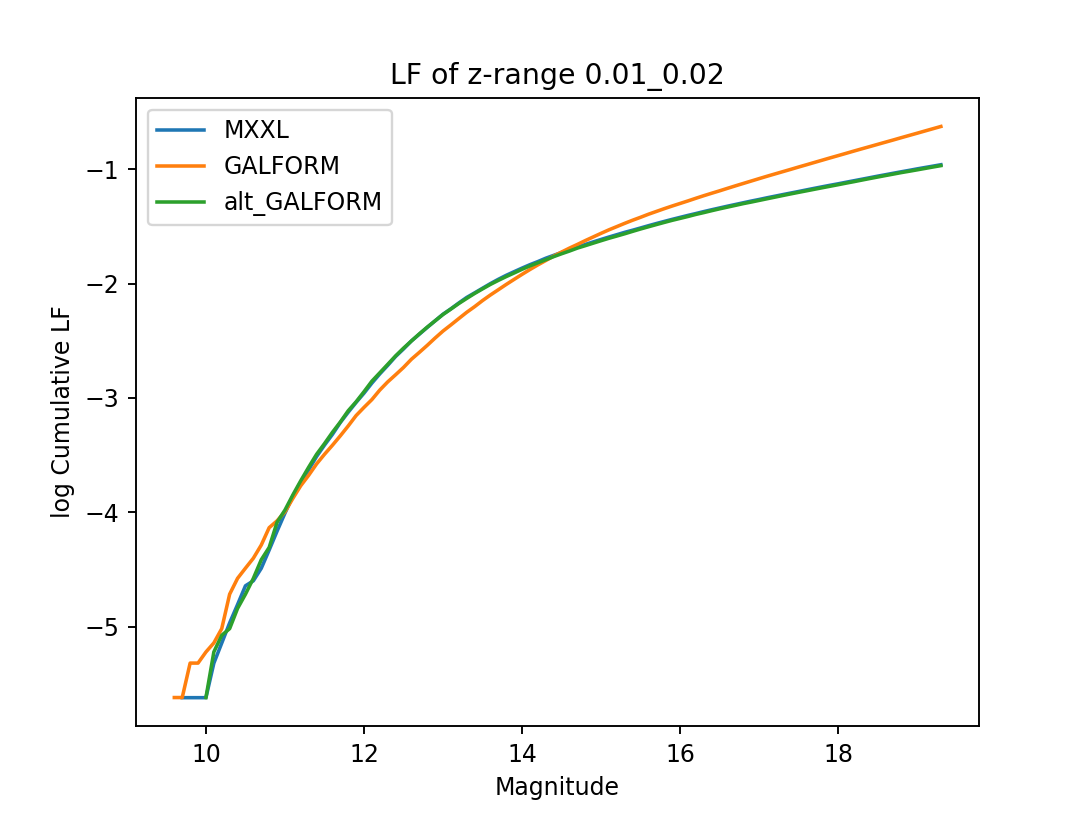 LF of z-range 0.01_0.02
MXXL
GALFORM
alt_GALFORM
log Cumulative LF
−1
−2
−3
−4
−5
10 12 14 16 18
Magnitude